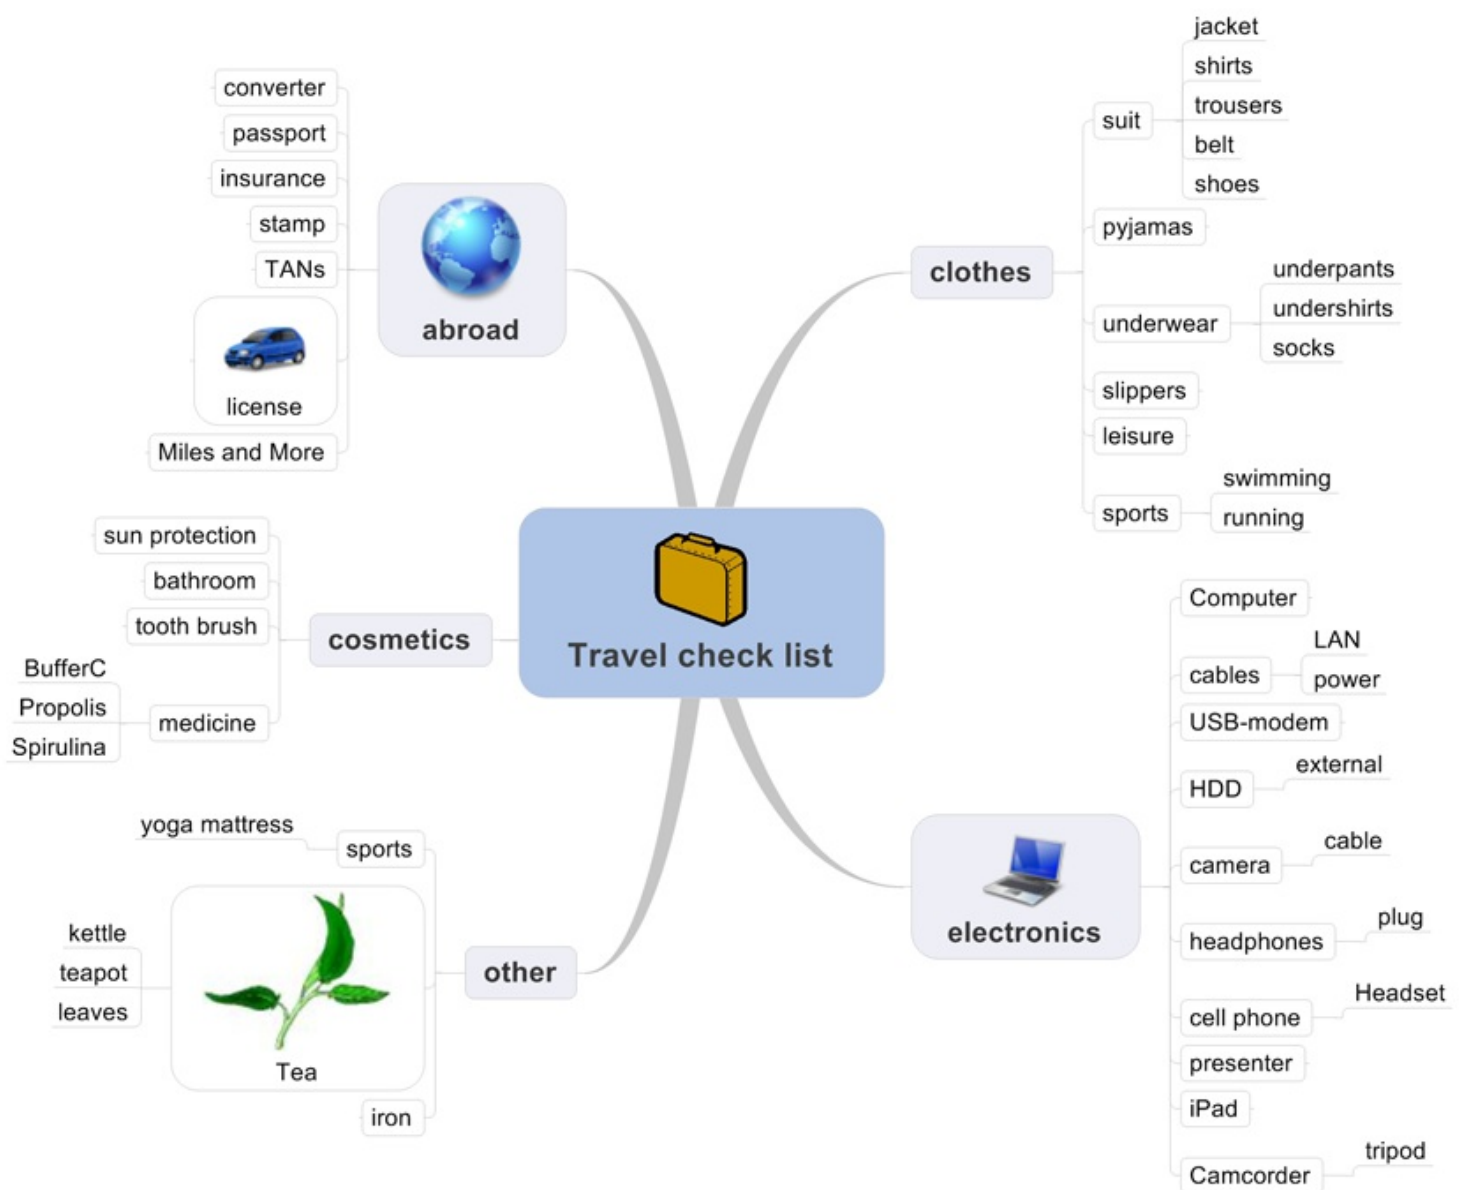 Travel check list
abroad
converter
passport
insurance
stamp
TANs
license
Miles and More
cosmetics
sun protection
bathroom
tooth brush
medicine
BufferC
Propolis
Spirulina
other
sports
yoga mattress
Tea
kettle
teapot
leaves
iron
clothes
suit
jacket
shirts
trousers
belt
shoes
pyjamas
underwear
underpants
undershirts
socks
slippers
leisure
sports
swimming
running
electronics
Computer
cables
LAN
power
USB-modem
HDD
external
camera
cable
headphones
plug
cell phone
Headset
presenter
iPad
Camcorder
tripod